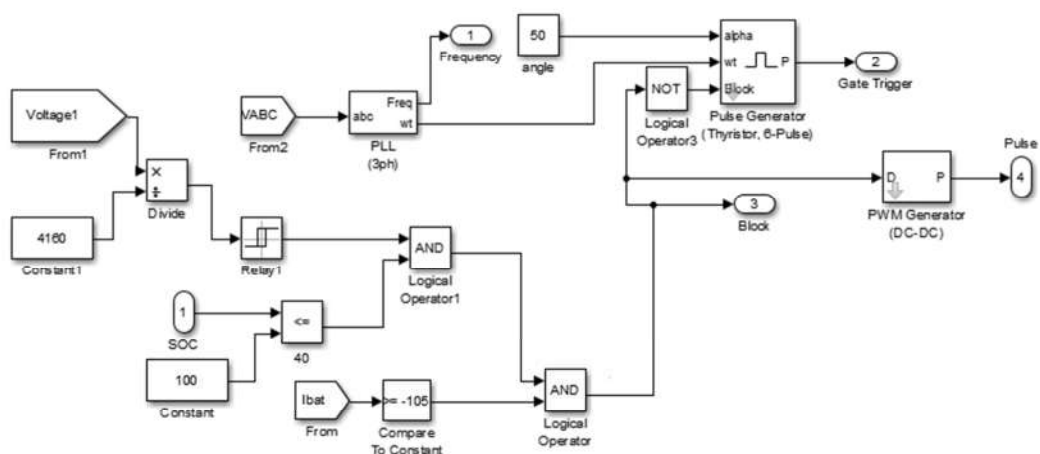 1
Frequency
50
angle
alpha
wt
Block
P
Pulse Generator
(Thyristor, 6-Pulse)
2
Gate Trigger
NOT
Logical
Operator3
Voltage1
From1
VABC
From2
abc
Freq
wt
PLL
(3ph)
×
÷
Divide
4160
Constant1
Relay1
AND
Logical
Operator1
D
P
PWM Generator
(DC-DC)
Pulse
4
3
Block
1
SOC
<=
40
100
Constant
Ibat
From
>= -105
Compare
To Constant
AND
Logical
Operator